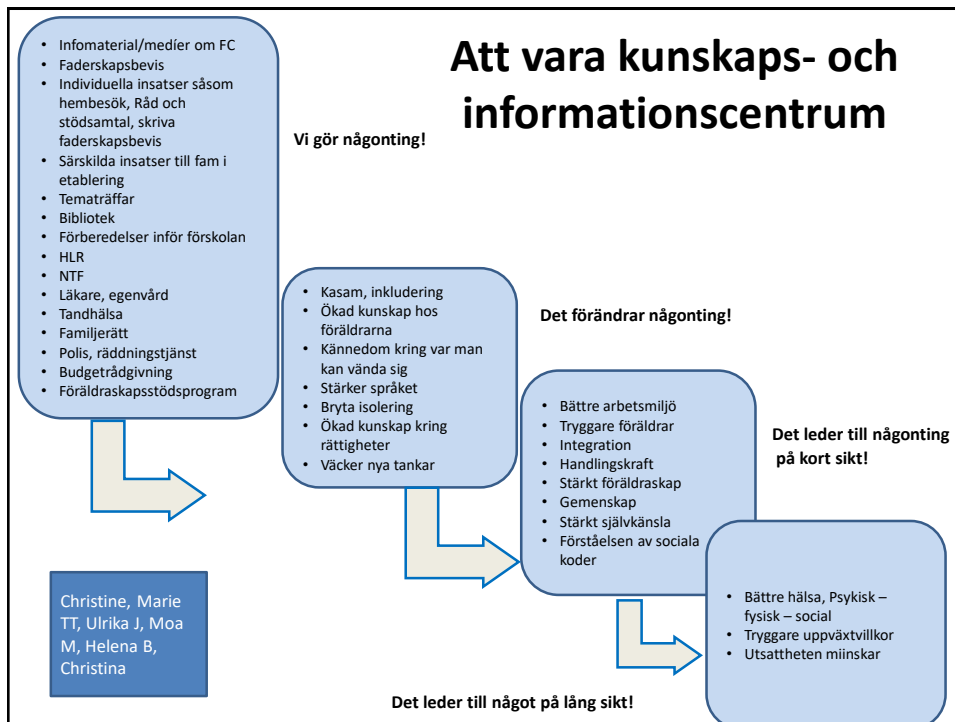 Att vara kunskaps- och
informationscentrum
• Infomaterial/medíer om FC
• Faderskapsbevis
• Individuella insatser såsom
hembesök, Råd och
stödsamtal, skriva
faderskapsbevis
• Särskilda insatser till fam i
etablering
• Tematräffar
• Bibliotek
• Förberedelser inför förskolan
• HLR
• NTF
• Läkare, egenvård
• Tandhälsa
• Familjerätt
• Polis, räddningstjänst
• Budgetrådgivning
• Föräldraskapsstödsprogram
Vi gör någonting!
• Kasam, inkludering
• Ökad kunskap hos
föräldrarna
• Kännedom kring var man
kan vända sig
• Stärker språket
• Bryta isolering
• Ökad kunskap kring
rättigheter
• Väcker nya tankar
Det förändrar någonting!
• Bättre arbetsmiljö
• Tryggare föräldrar
• Integration
• Handlingskraft
• Stärkt föräldraskap
• Gemenskap
• Stärkt självkänsla
• Förståelsen av sociala
koder
Det leder till någonting
på kort sikt!
• Bättre hälsa, Psykisk –
fysisk – social
• Tryggare uppväxtvillkor
• Utsattheten miinskar
Det leder till något på lång sikt!
Christine, Marie
TT, Ulrika J, Moa
M, Helena B,
Christina